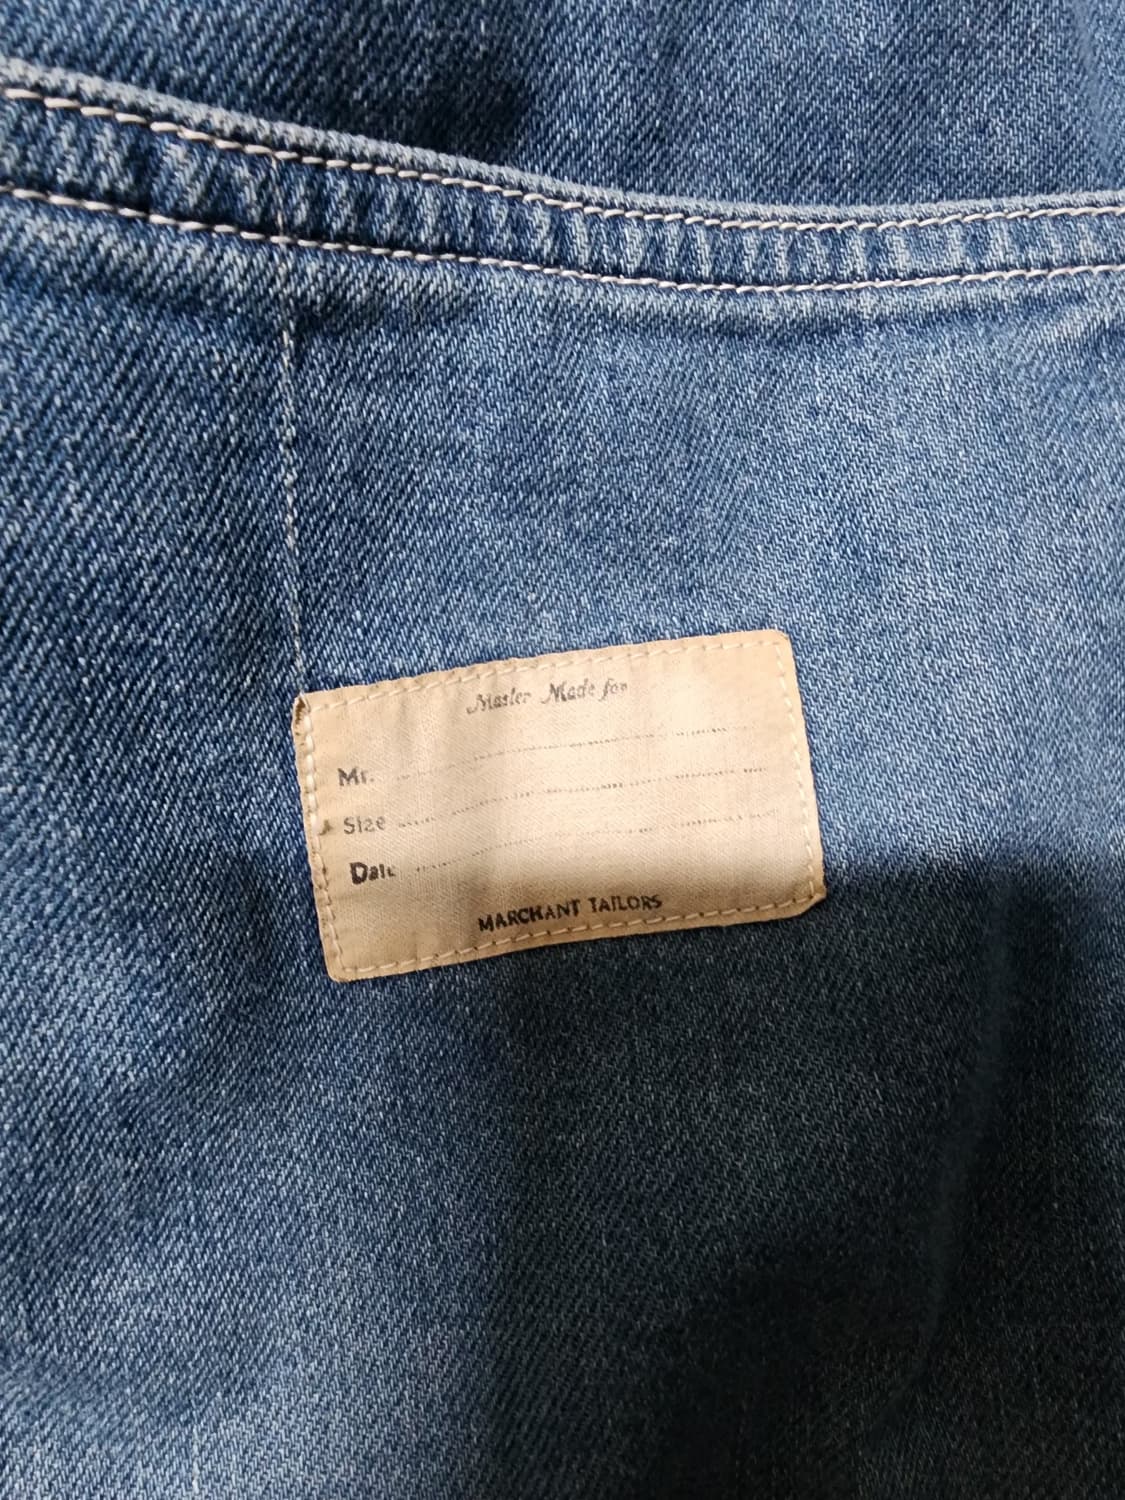 Master Made for
Mr.
Size
Date
MARCHANT TAILORS